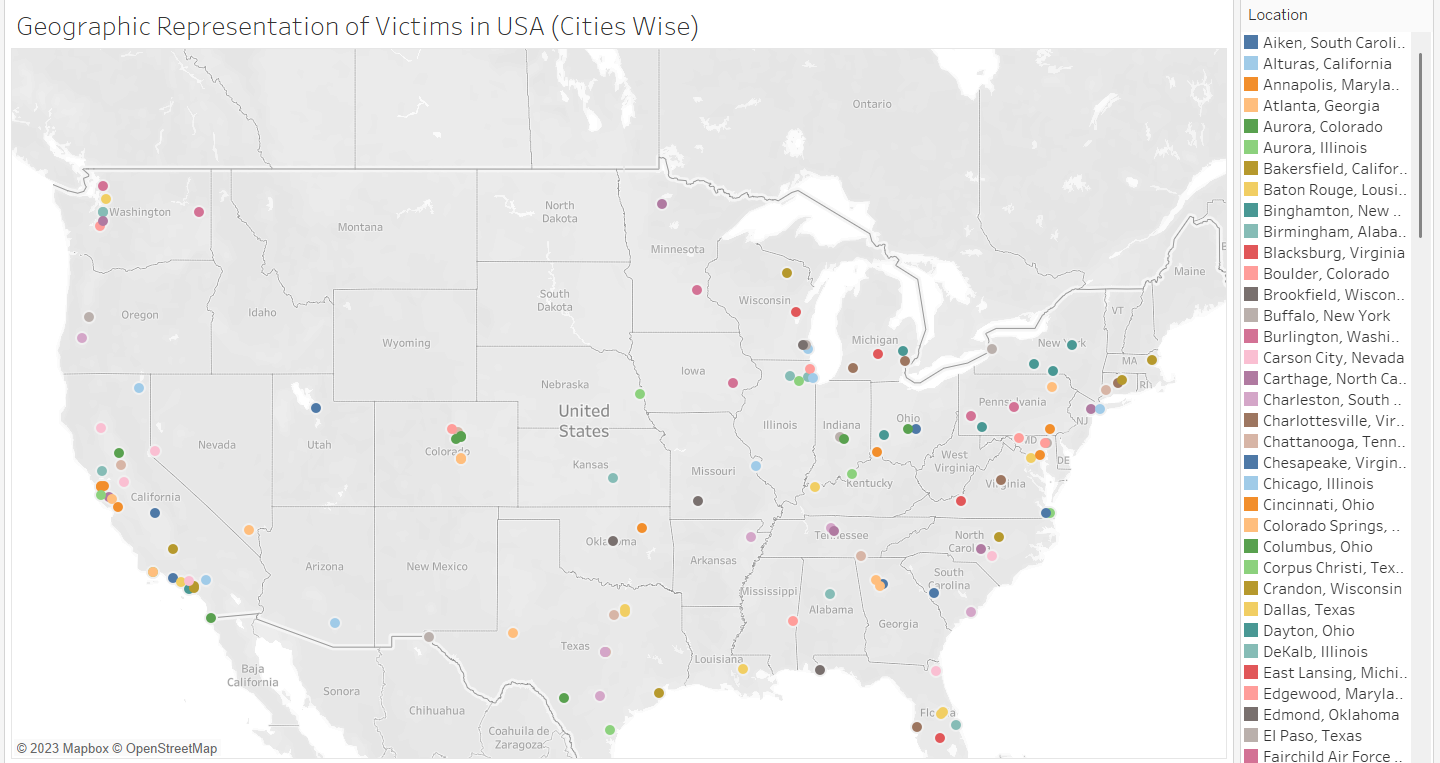 Geographic Representation of Victims in USA (Cities Wise)
Ontario
Washington
Montana
North
Dakota
Minnesota
Maine
Oregon
Idaho
South
Dakota
Wisconsin
VT
Wyoming
Michigan
New York
MA
Iowa
Nebraska
United
States
Pennsylvania
NJ
Nevada
Utah
Colorado
Illinois
Indiana
Ohio
MD
DE
Kansas
Missouri
West
Virginia
Virginia
Kentucky
California
Oklahoma
Tennessee
North
Carolina
Arizona
New Mexico
Arkansas
South
Carolina
Mississippi
Alabama
Georgia
Texas
Louisiana
Baja
California
Sonora
Chihuahua
Coahuila de
Zaragoza
Florida
© 2023 Mapbox © OpenStreetMap
Location
Aiken, South Caroli..
Alturas, California
Annapolis, Maryla..
Atlanta, Georgia
Aurora, Colorado
Aurora, Illinois
Bakersfield, Califor..
Baton Rouge, Lousi..
Binghamton, New ..
Birmingham, Alaba..
Blacksburg, Virginia
Boulder, Colorado
Brookfield, Wiscon..
Buffalo, New York
Burlington, Washi..
Carson City, Nevada
Carthage, North Ca..
Charleston, South ..
Charlottesville, Vir..
Chattanooga, Tenn..
Chesapeake, Virgin..
Chicago, Illinois
Cincinnati, Ohio
Colorado Springs, ..
Columbus, Ohio
Corpus Christi, Tex..
Crandon, Wisconsin
Dallas, Texas
Dayton, Ohio
DeKalb, Illinois
East Lansing, Michi..
Edgewood, Maryla..
Edmond, Oklahoma
El Paso, Texas
Fairchild Air Force ..